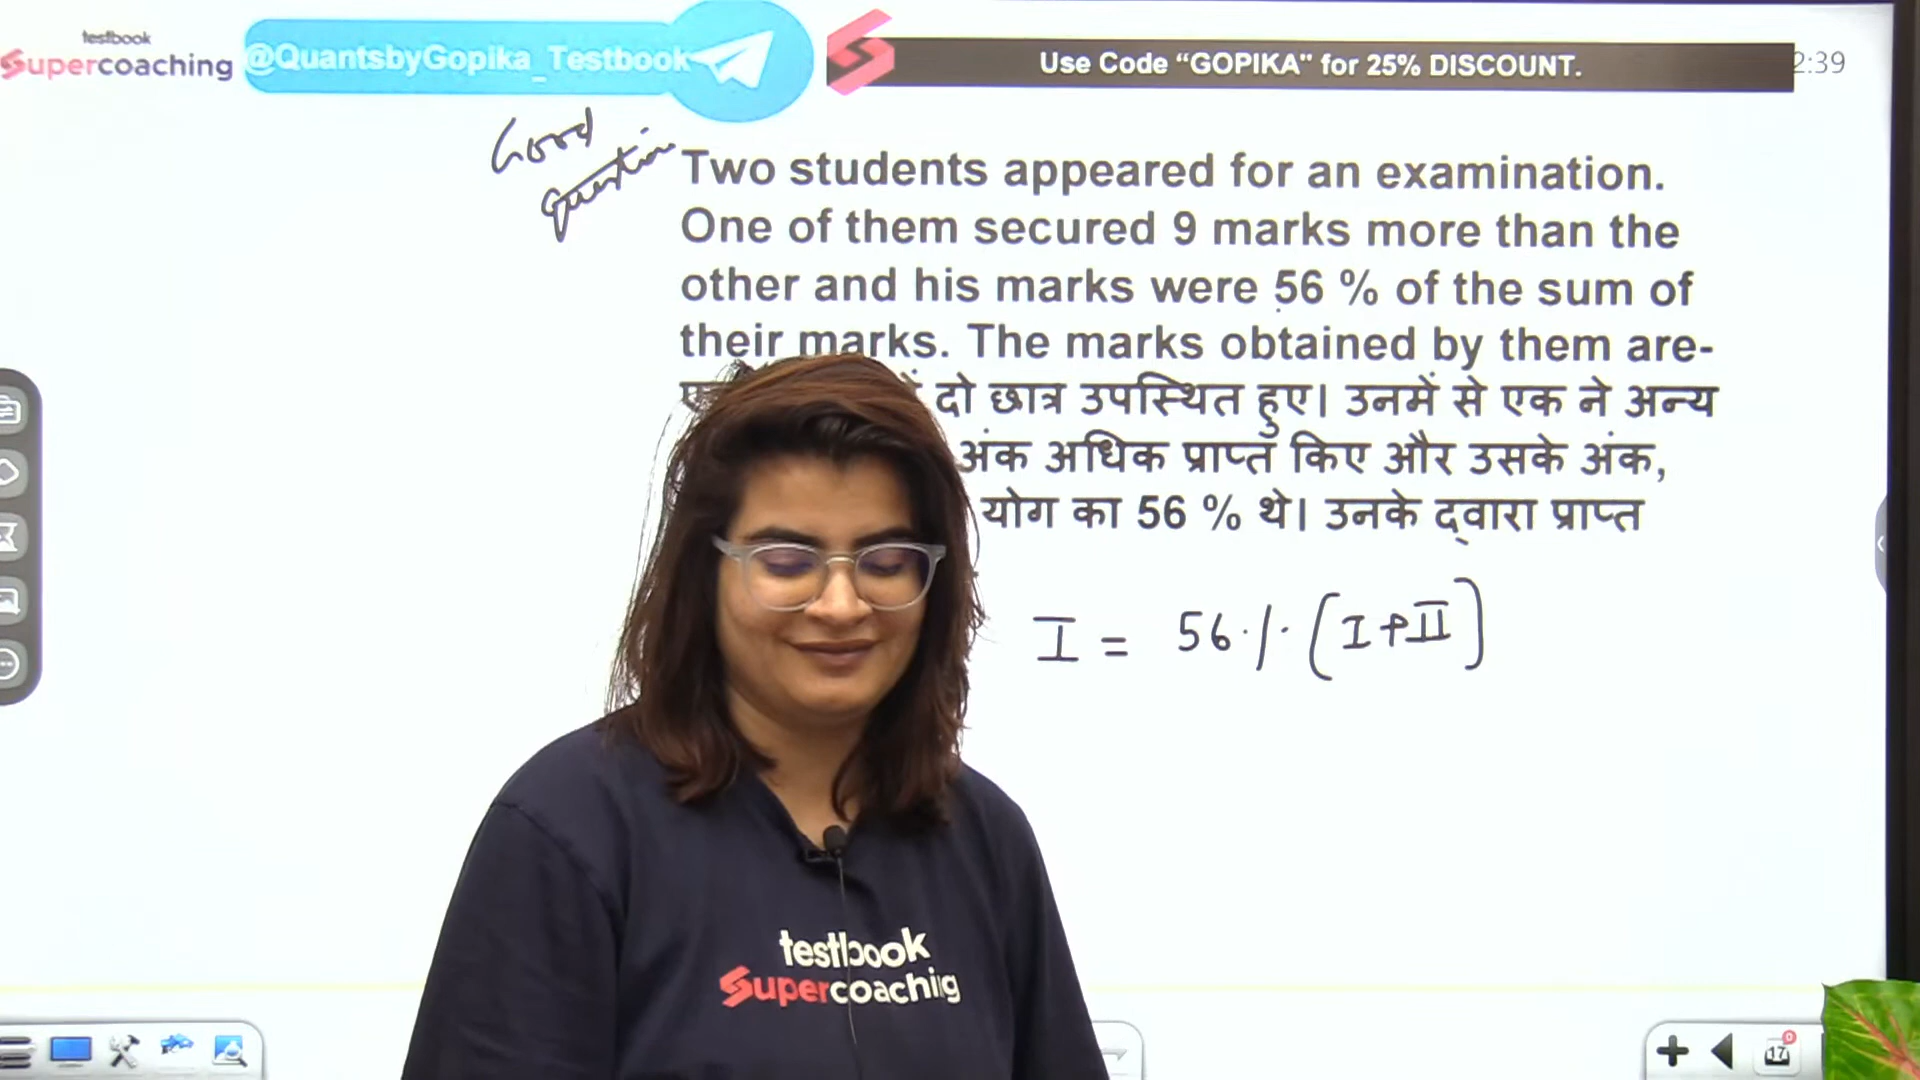 testbook
Supercoaching
@QuantsbyGopika_Testbook
Use Code “GOPIKA" for 25% DISCOUNT.
2:39
Good
question
Two students appeared for an examination.
One of them secured 9 marks more than the
other and his marks were 56 % of the sum of
their marks. The marks obtained by them are-
दो छात्र उपस्थित हुए। उनमें से एक ने अन्य
अंक अधिक प्राप्त किए और उसके अंक,
योग का 56 % थे। उनके द्वारा प्राप्त
I = 56% (I + II)
testbook
Supercoachig
17